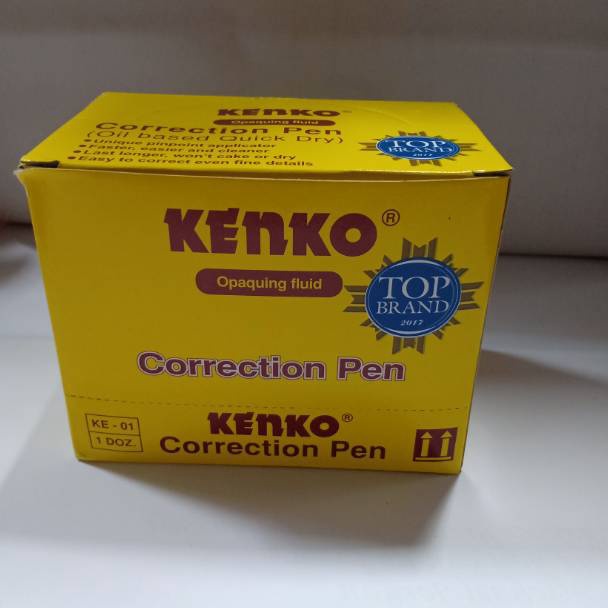 KENKO®
Opaquing fluid
Correction Pen
(Oil based Quick Dry)
•Unique pinpoint applicator
•Faster, easier and cleaner
•Last longer, won't cake or dry
•Easy to correct even fine details
TOP
BRAND
2017
KENKO®
Opaquing fluid
TOP
BRAND
2017
Correction Pen
KE - 01
1 DOZ.
KENKO®
Correction Pen